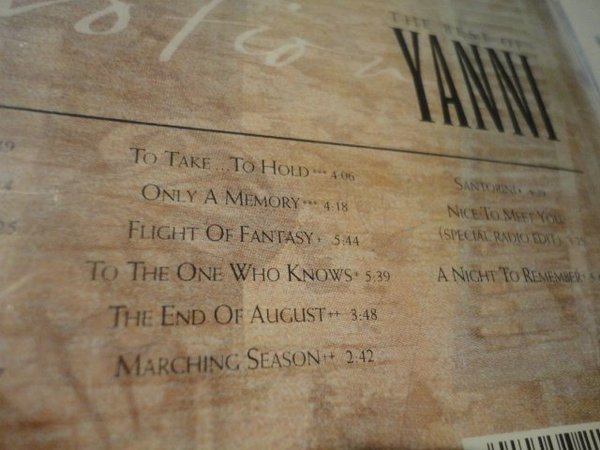 THE BEST OF
YANNI
TO TAKE...TO HOLD*** 4:06
ONLY A MEMORY*** 4.18
FLIGHT OF FANTASY+ 5:44
TO THE ONE WHO KNOWS+ 5.39
THE END OF AUGUST++ 3:48
MARCHING SEASON++ 2:42
SANTORINI+
NICE TO MEET YOU
(SPECIAL RADIO EDIT)
A NIGHT TO REMEMBER+